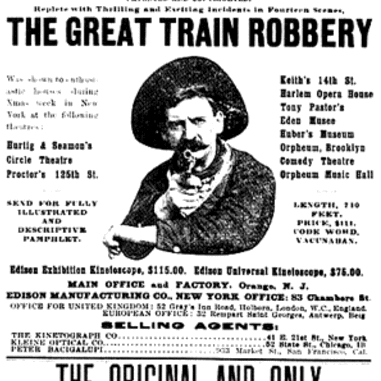 Replete with Thrilling and Exciting Incidents in Fourteen Scenes,
THE GREAT TRAIN ROBBERY
Was shown to enthusi-
astic houses during
Xmas week in New
York at the following
theatres:
Hurtig & Seamon's
Circle Theatre
Proctor's 125th St.
Keith's 14th St.
Harlem Opera House
Tony Pastor's
Eden Musee
Huber's Museum
Orpheum, Brooklyn
Comedy Theatre
Orpheum Music Hall
SEND FOR FULLY
ILLUSTRATED
AND
DESCRIPTIVE
PAMPHLET.
LENGTH, 740
FEET.
PRICE, $111.
CODE WORD,
VACUNABAN.
Edison Exhibition Kinetoscope, $115.00. Edison Universal Kinetoscope, $75.00.
MAIN OFFICE and FACTORY, Orange, N. J.
EDISON MANUFACTURING CO., NEW YORK OFFICE: 83 Chambers St.
OFFICE FOR UNITED KINGDOM: 52 Gray's Inn Road, Holborn, London, W.C., England.
EUROPEAN OFFICE: 32 Rempart Saint Georges, Antwerp, Belg
SELLING AGENTS:
THE KINETOGRAPH CO 41 E. 21st St., New York
KLEINE OPTICAL CO. 52 State St., Chicago, Ill
PETER BACIGALUPI 933 Market St., San Francisco, Cal.
THE ORIGINAL AND ONLY